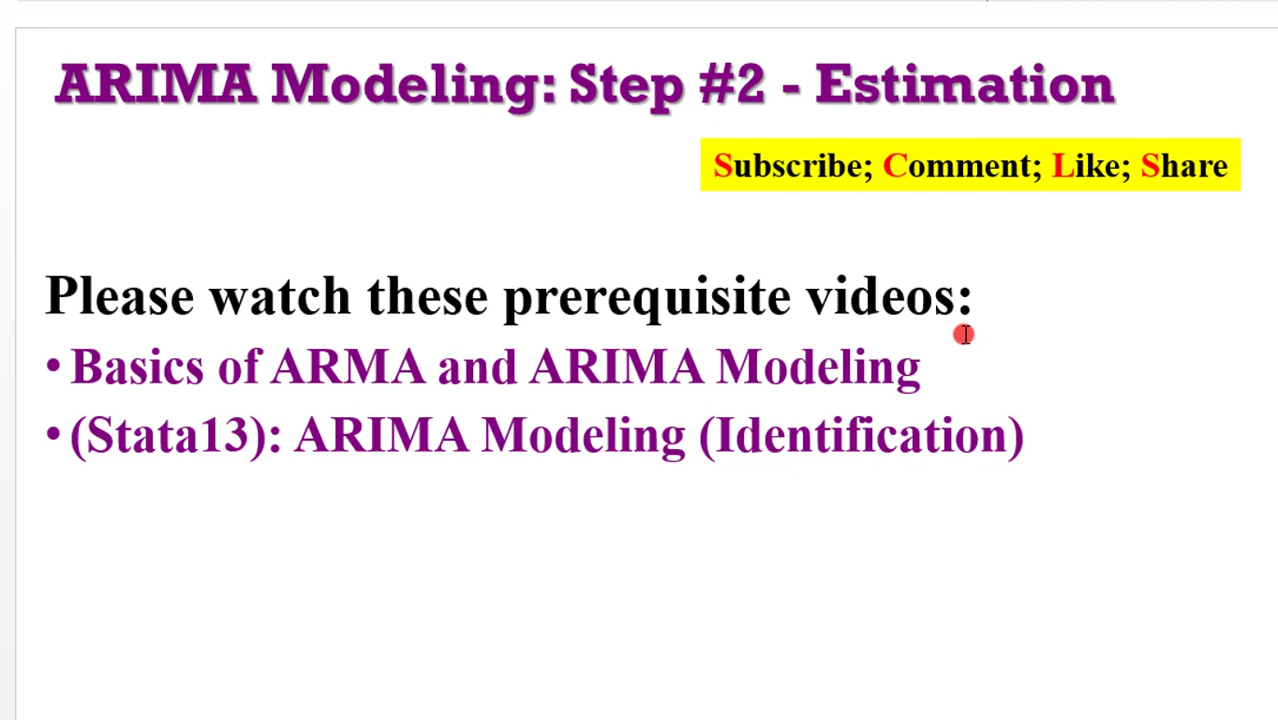 ARIMA Modeling: Step #2 - Estimation
Subscribe; Comment; Like; Share
Please watch these prerequisite videos:
• Basics of ARMA and ARIMA Modeling
• (Stata13): ARIMA Modeling (Identification)